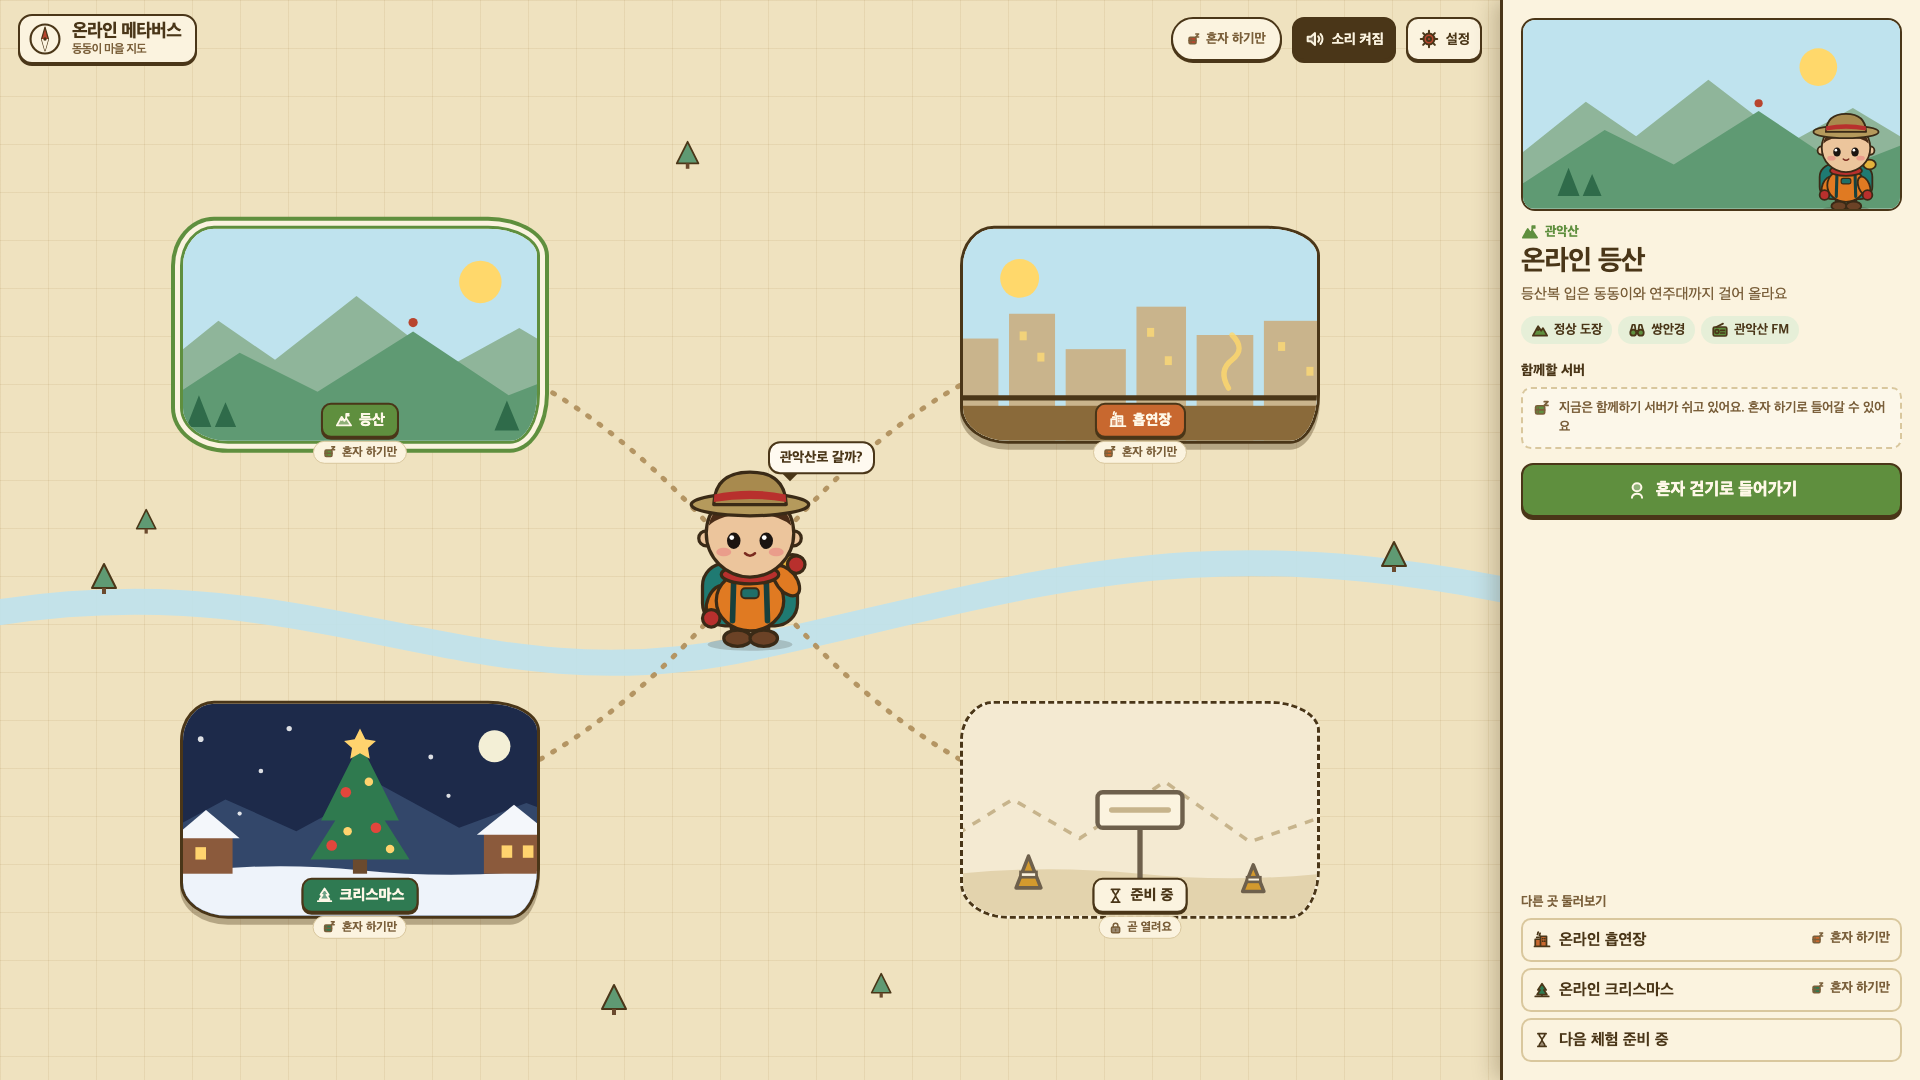 온라인 메타버스
동동이 마을 지도
혼자 하기만
소리 켜짐
설정
등산
혼자 하기만
흡연장
혼자 하기만
관악산로 갈까?
크리스마스
혼자 하기만
준비 중
곧 열려요
관악산
온라인 등산
등산복 입은 동동이와 연주대까지 걸어 올라요
정상 도장
쌍안경
관악산 FM
함께할 서버
지금은 함께하기 서버가 쉬고 있어요. 혼자 하기로 들어갈 수 있어
요
혼자 걷기로 들어가기
다른 곳 둘러보기
온라인 흡연장
혼자 하기만
온라인 크리스마스
혼자 하기만
다음 체험 준비 중